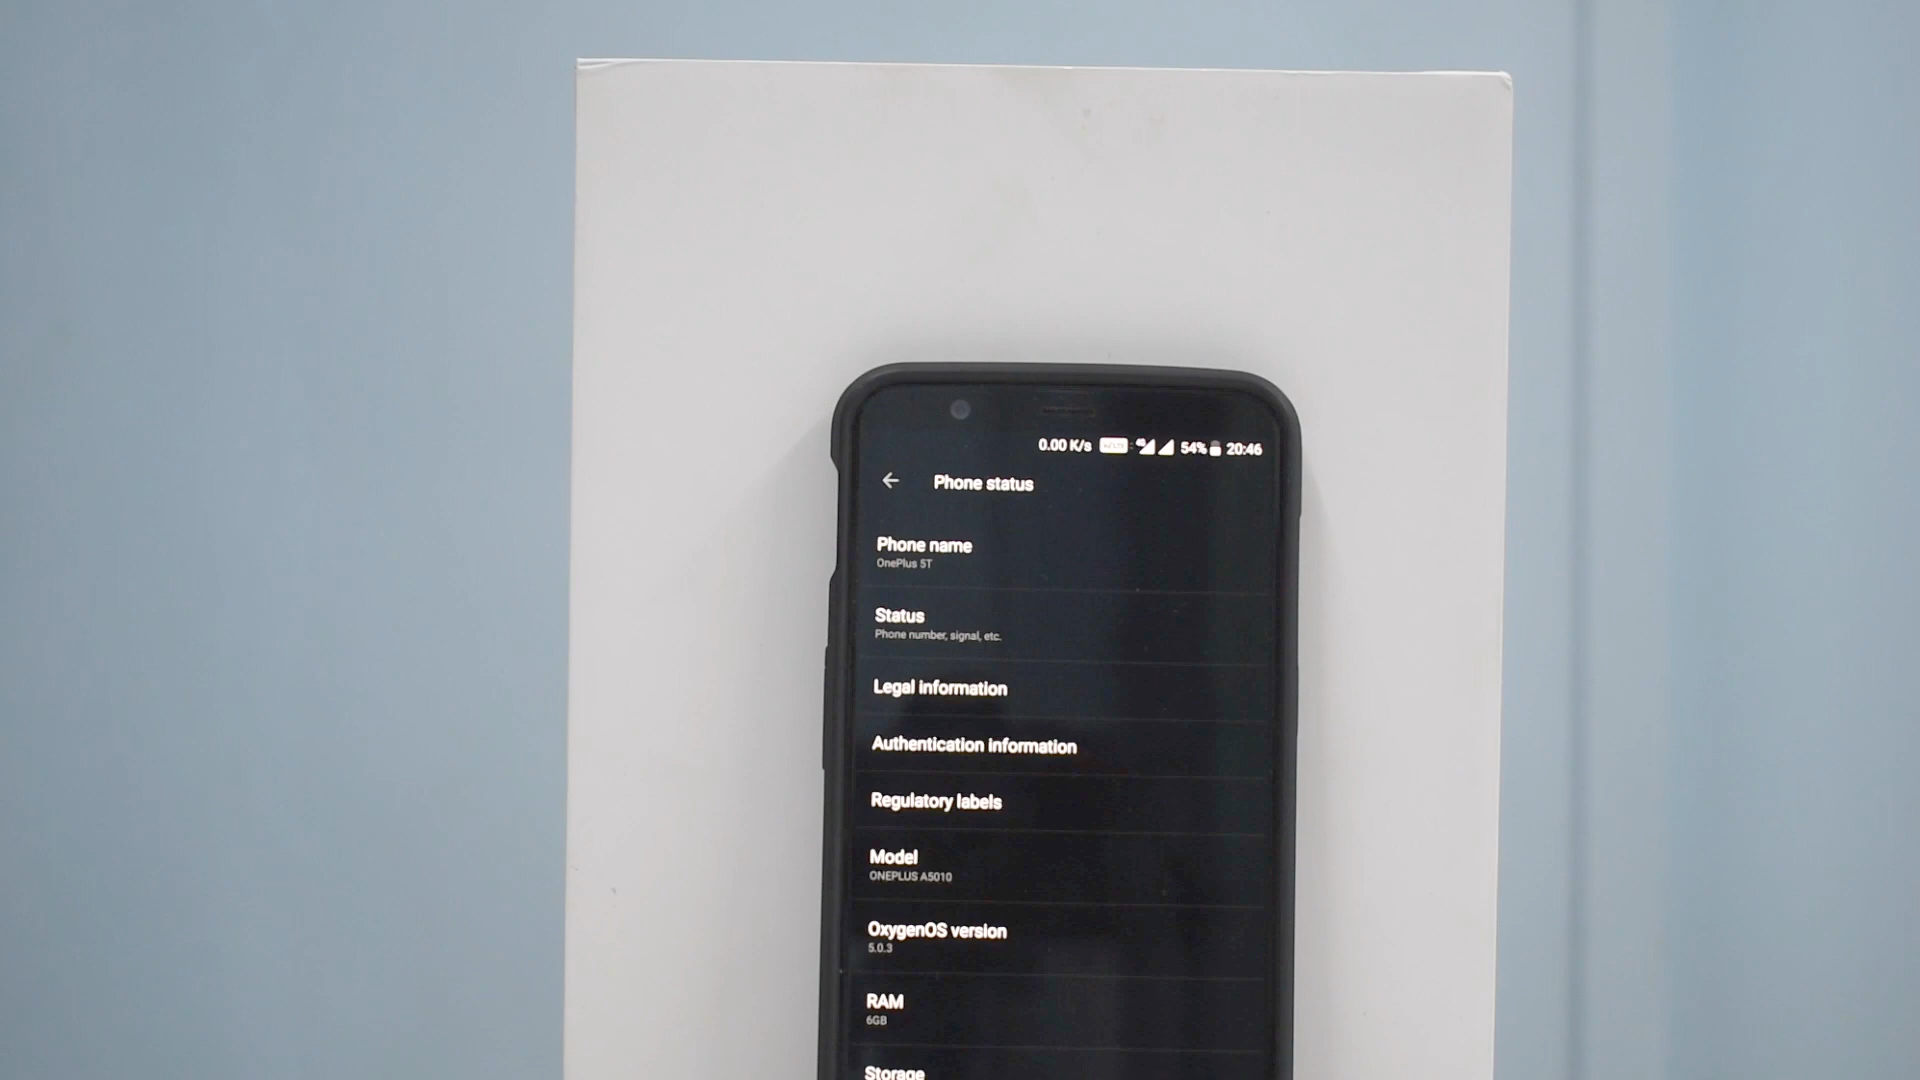 0.00 K/s 54% 20:46
Phone status
Phone name
OnePlus 5T
Status
Phone number, signal, etc.
Legal information
Authentication information
Regulatory labels
Model
ONEPLUS A5010
OxygenOS version
5.0.3
RAM
6GB
Storage